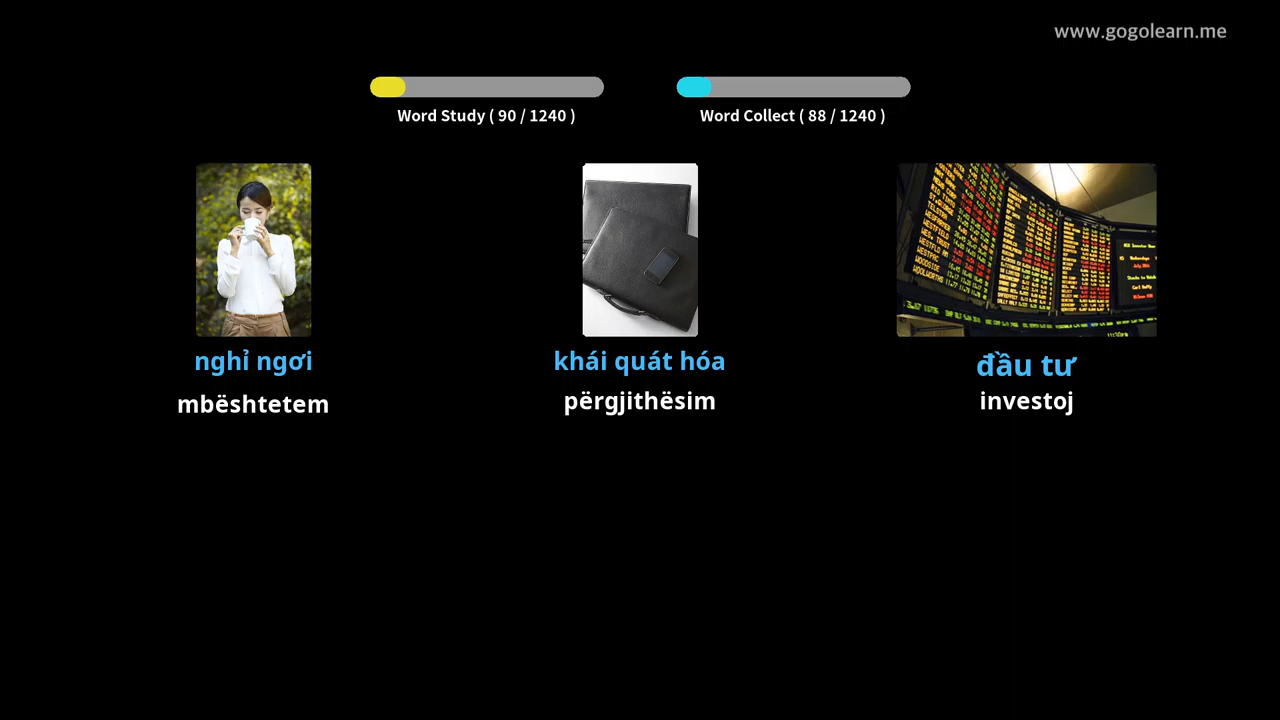 www.gogolearn.me
Word Study ( 90 / 1240 )
Word Collect ( 88 / 1240 )
nghỉ ngơi
khái quát hóa
đầu tư
mbështetem
përgjithësim
investoj